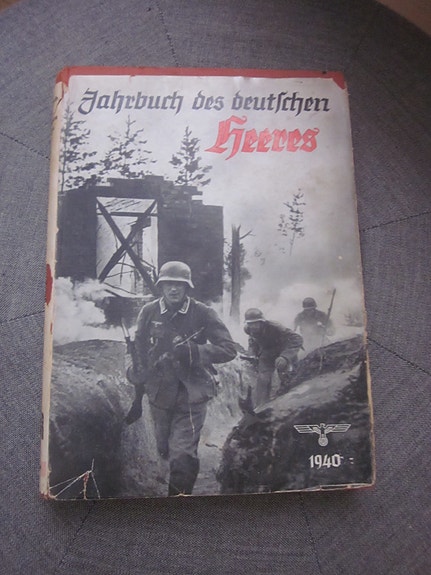 Jahrbuch des deutschen
Heeres
1940